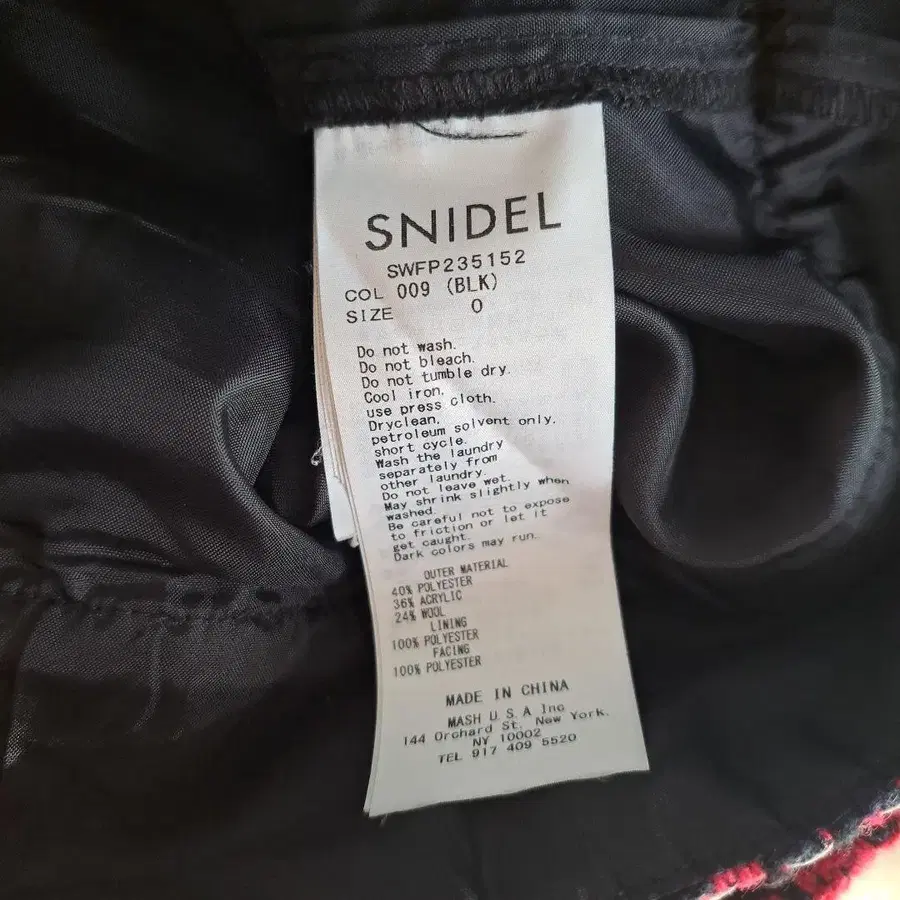 SNIDEL
SWFP235152
COL 009 (BLK)
SIZE 0
Do not wash.
Do not bleach.
Do not tumble dry.
Cool iron,
use press cloth.
Dryclean,
petroleum solvent only,
short cycle.
Wash the laundry
separately from
other laundry.
Do not leave wet.
May shrink slightly when
washed.
Be careful not to expose
to friction or let it
get caught.
Dark colors may run.
OUTER MATERIAL
40% POLYESTER
36% ACRYLIC
24% WOOL
LINING
100% POLYESTER
FACING
100% POLYESTER
MADE IN CHINA
MASH U.S.A Inc
144 Orchard St, New York,
NY 10002
TEL 917 409 5520